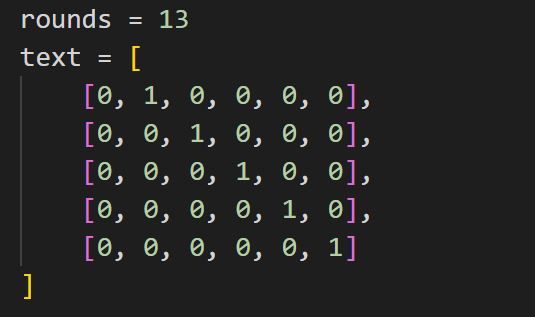 rounds = 13
text = [
    [0, 1, 0, 0, 0, 0],
    [0, 0, 1, 0, 0, 0],
    [0, 0, 0, 1, 0, 0],
    [0, 0, 0, 0, 1, 0],
    [0, 0, 0, 0, 0, 1]
]